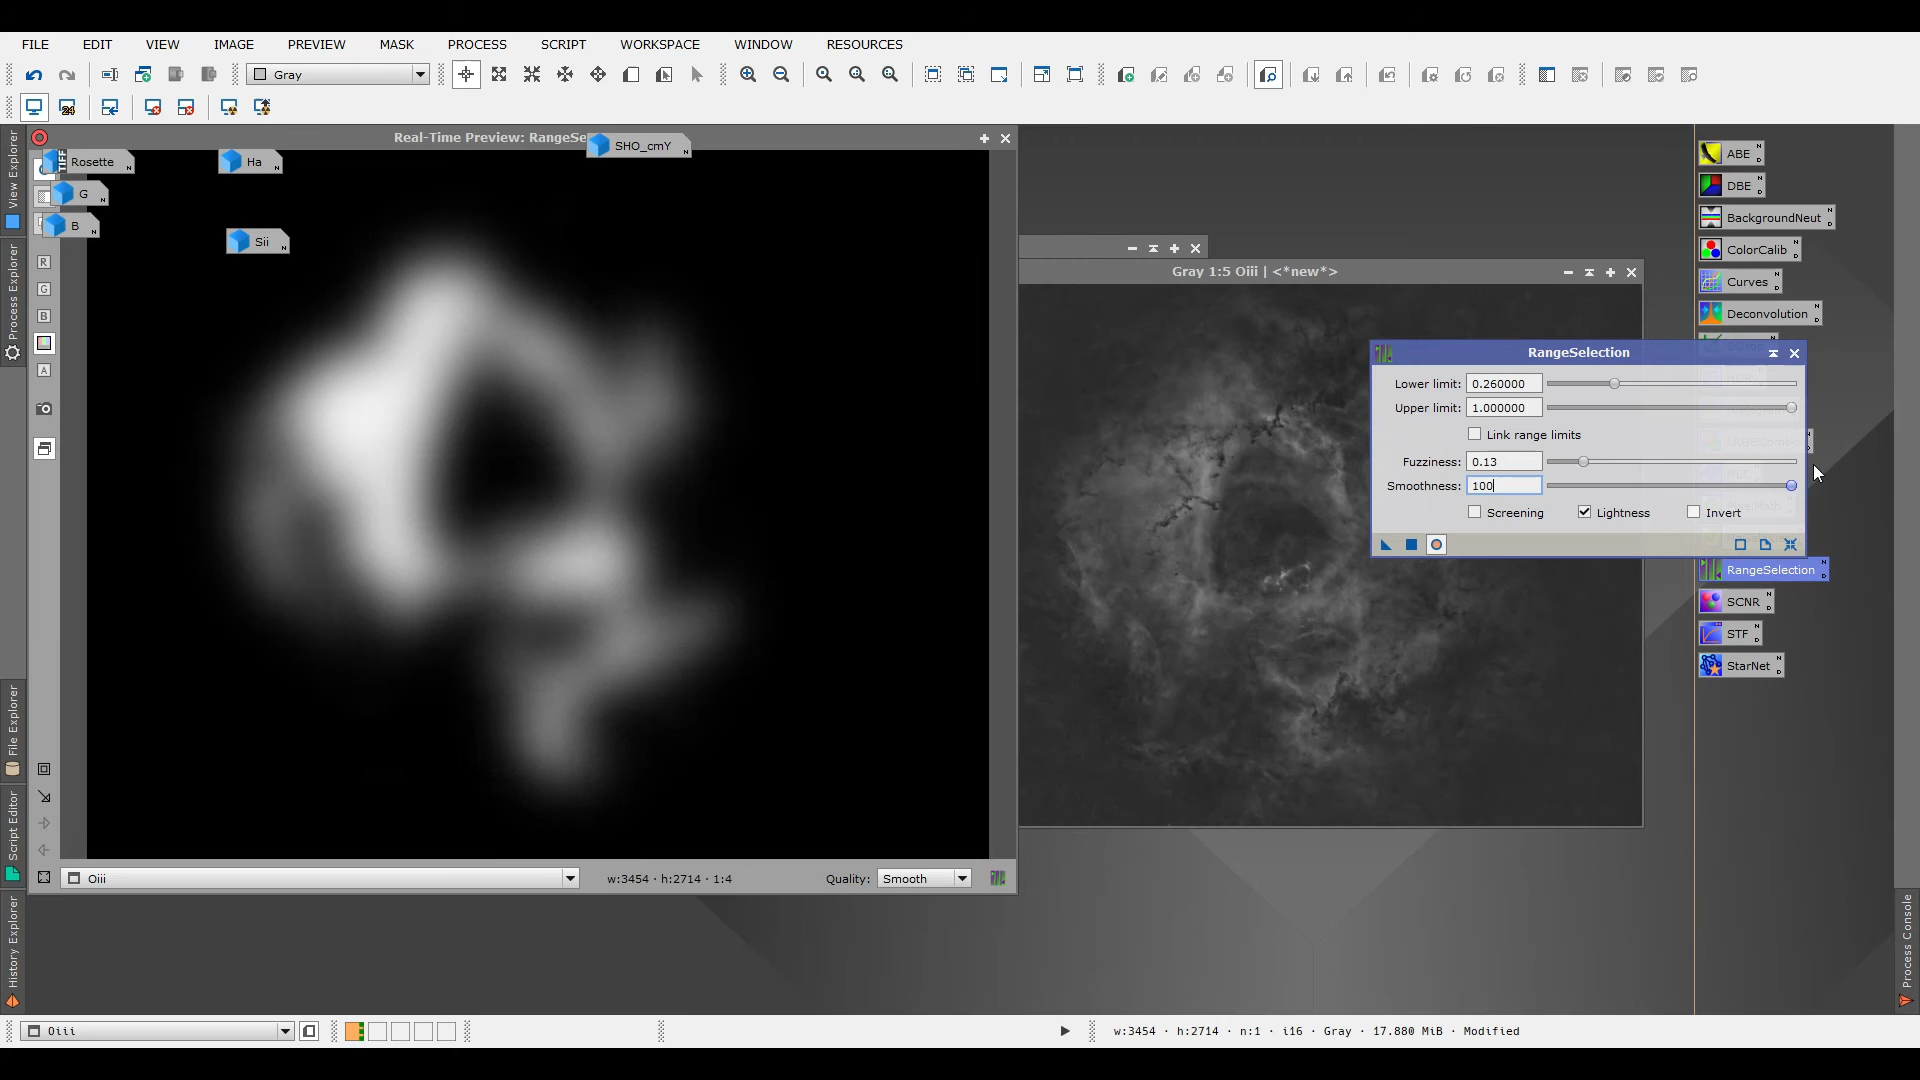 FILE EDIT VIEW IMAGE PREVIEW MASK PROCESS SCRIPT WORKSPACE WINDOW RESOURCES
Gray
24
Real-Time Preview: RangeSe
SHO_cmY
TIFF
Rosette
Ha
G
B
Sii
R
G
B
A
View Explorer
Process Explorer
File Explorer
Script Editor
History Explorer
Gray 1:5 Oiii | <*new*>
RangeSelection
Lower limit: 0.260000
Upper limit: 1.000000
Link range limits
Fuzziness: 0.13
Smoothness: 100
Screening Lightness Invert
ABE
DBE
BackgroundNeut
ColorCalib
Curves
Deconvolution
RangeSelection
SCNR
STF
StarNet
Oiii
w:3454 · h:2714 · 1:4
Quality: Smooth
Process Console
Oiii
w:3454 · h:2714 · n:1 · i16 · Gray · 17.880 MiB · Modified